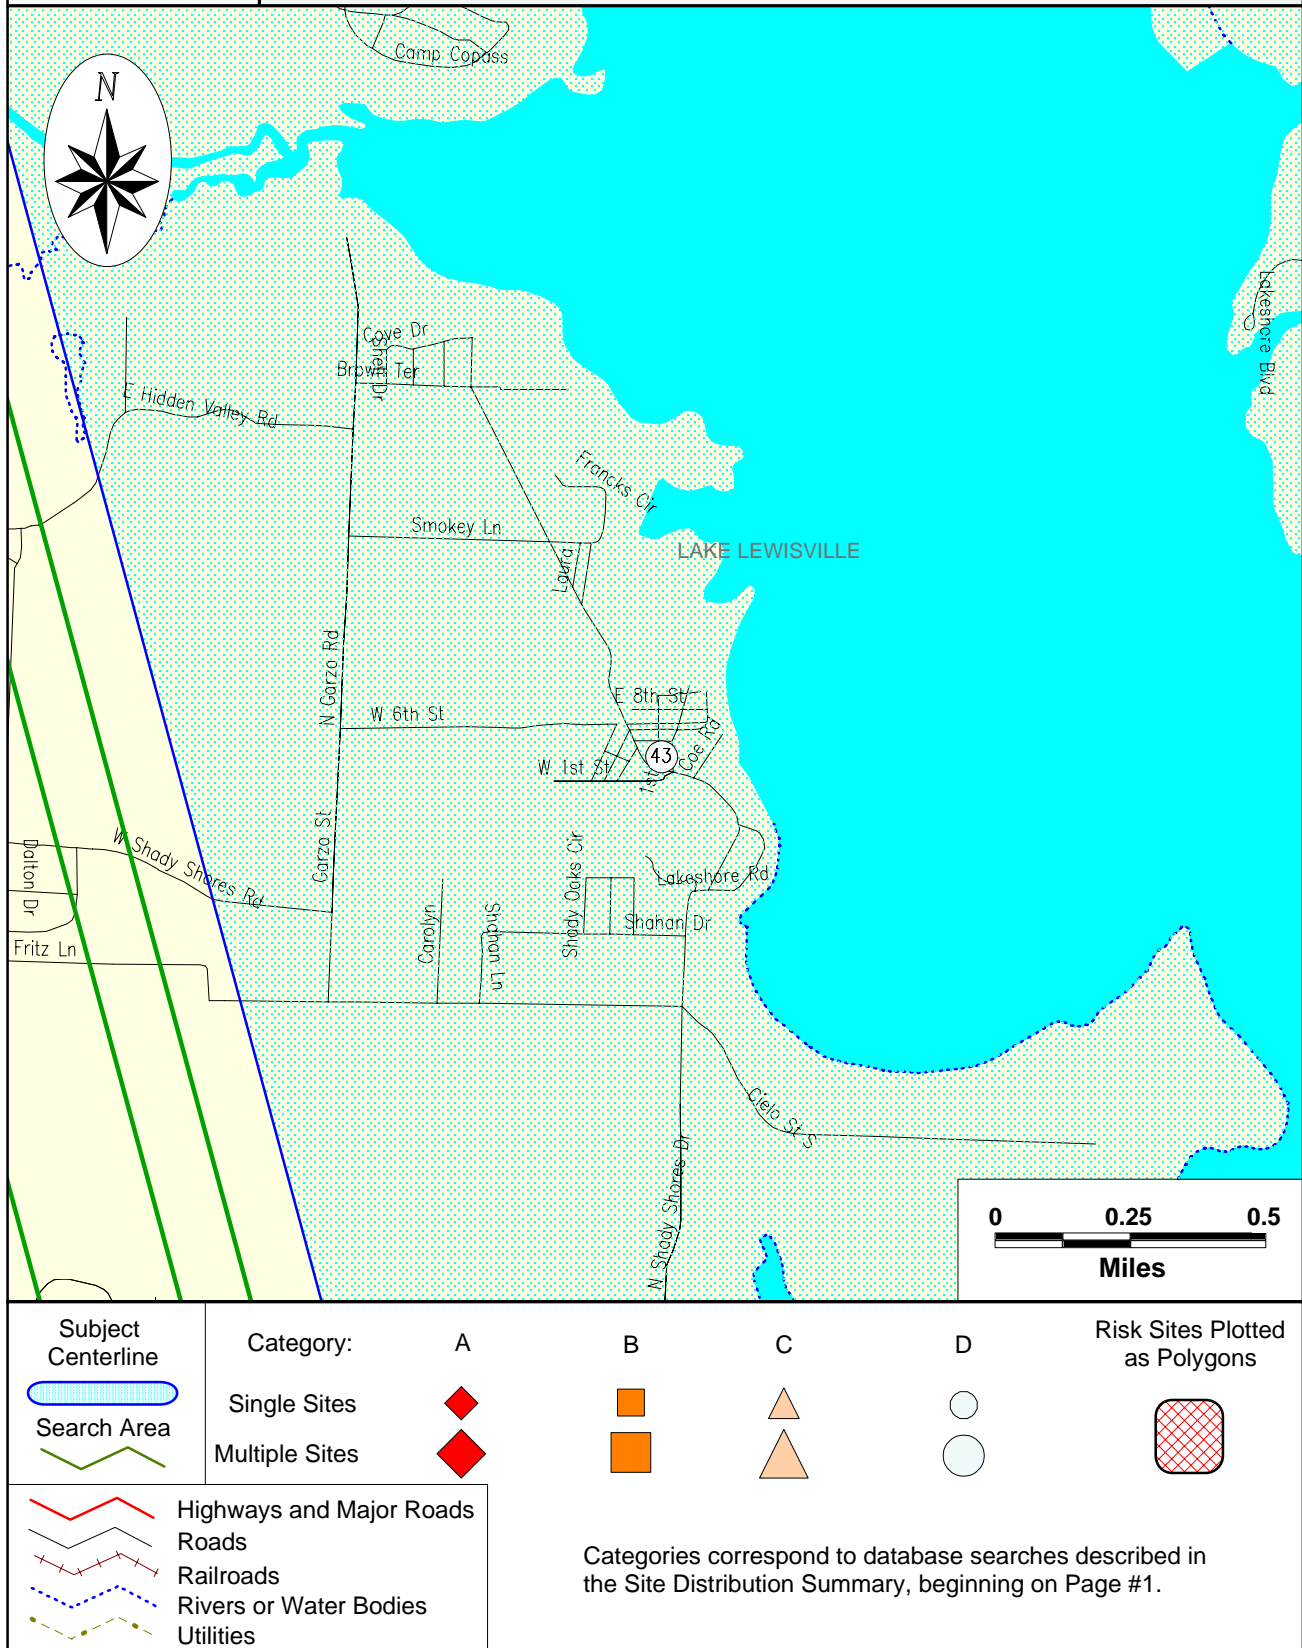 Camp Copass
N
Lakeshore Blvd
Cove Dr
Shell Dr
Brown Ter
E Hidden Valley Rd
Francks Cir
Smokey Ln
LAKE LEWISVILLE
Laura
N Garza Rd
E 8th St
W 6th St
Coe Rd
43
W 1st St
1st
Garza St
W Shady Shores Rd
Dalton Dr
Shady Oaks Cir
Lakeshore Rd
Carolyn
Shahan Ln
Shahan Dr
Fritz Ln
Cielo St S
N Shady Shores Dr
0 0.25 0.5
Miles
Subject
Centerline
Search Area
Category: A B C D
Single Sites
Multiple Sites
Risk Sites Plotted
as Polygons
Highways and Major Roads
Roads
Railroads
Rivers or Water Bodies
Utilities
Categories correspond to database searches described in
the Site Distribution Summary, beginning on Page #1.